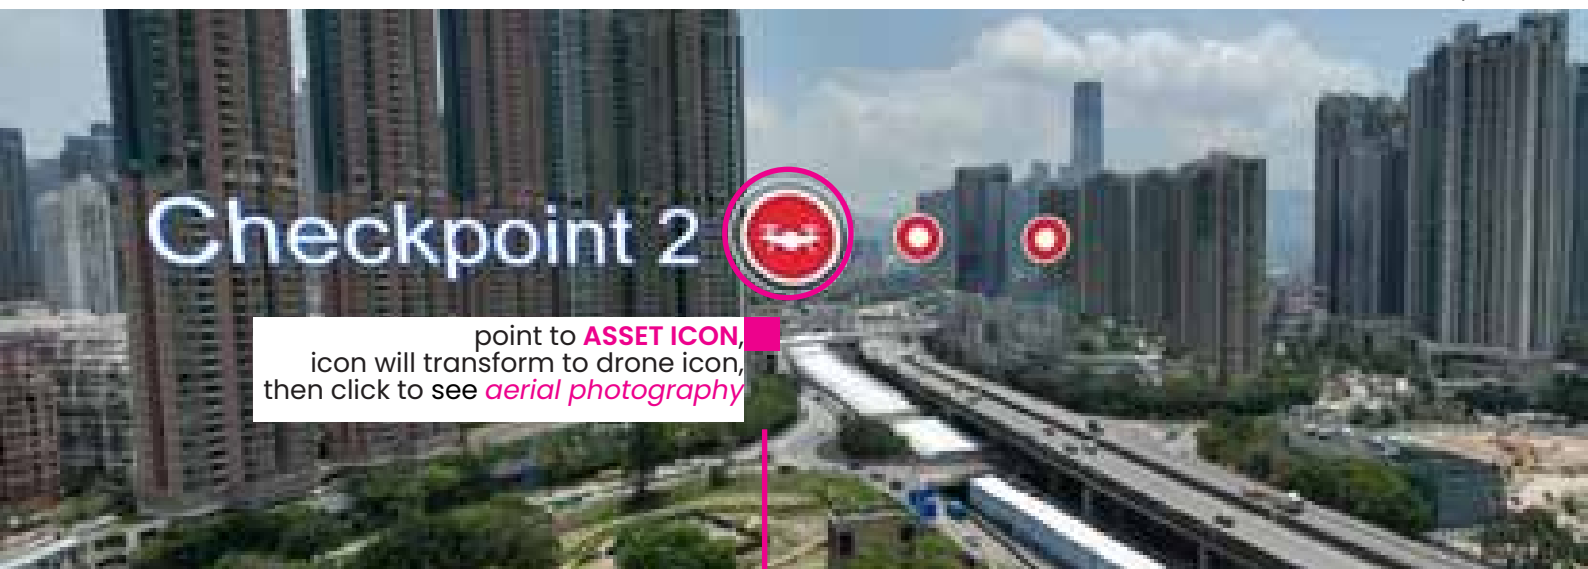 Checkpoint 2
point to ASSET ICON,
icon will transform to drone icon,
then click to see aerial photography